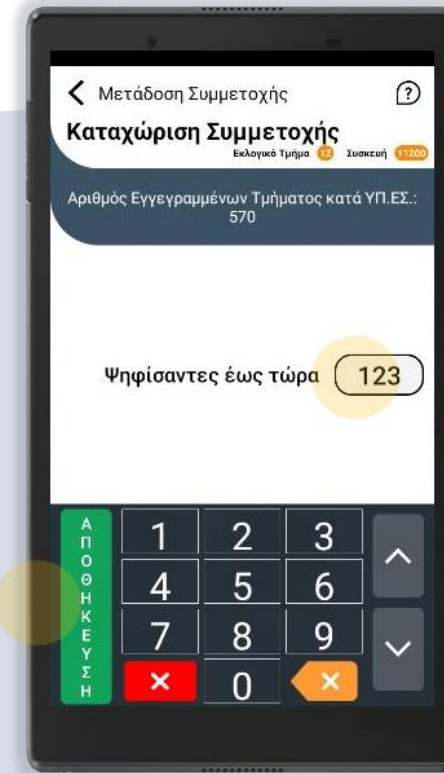 Μετάδοση Συμμετοχής
Καταχώριση Συμμετοχής
Εκλογικό Τμήμα 12 Συσκευή 11200
Αριθμός Εγγεγραμμένων Τμήματος κατά ΥΠ.ΕΣ.:
570
Ψηφίσαντες έως τώρα 123
ΑΠΟΘΗΚΕΥΣΗ
1 2 3
4 5 6
7 8 9
0